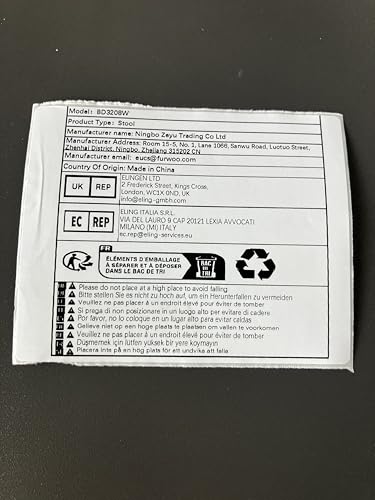 Model: BD320BW
Product Type: Stool
Manufacturer name: Ningbo Zeyu Trading Co Ltd
Manufacturer Address: Room 15-5, No. 1, Lane 1066, Sanwu Road, Luotuo Street,
Zhenhai District, Ningbo, Zhejiang 315202 CN
Manufacturer email: eucs@furwoo.com
Country Of Origin: Made in China
UK REP
ELINGEN LTD
2 Frederick Street, Kings Cross,
London, WC1X 0ND, UK
info@eling-gmbh.com
EC REP
ELING ITALIA S.R.L.
VIA DEL LAURO 9 CAP 20121 LEXIA AVVOCATI
MILANO (MI) ITALY
ec.rep@eling-services.eu
FR
ÉLÉMENTS D'EMBALLAGE
À SÉPARER ET À DÉPOSER
DANS LE BAC DE TRI
BAC
DE
TRI
Please do not place at a high place to avoid falling
Bitte stellen Sie es nicht zu hoch auf, um ein Herunterfallen zu vermeiden
Veuillez ne pas placer à un endroit élevé pour éviter de tomber
Si prega di non posizionare in un luogo alto per evitare di cadere
Por favor, no lo coloque en un lugar alto para evitar caídas
Gelieve niet op een hoge plaats te plaatsen om vallen te voorkomen
Veuillez ne pas placer à un endroit élevé pour éviter de tomber
Düşmemek için lütfen yüksek bir yere koymayın
Placera inte på en hög plats för att undvika att falla